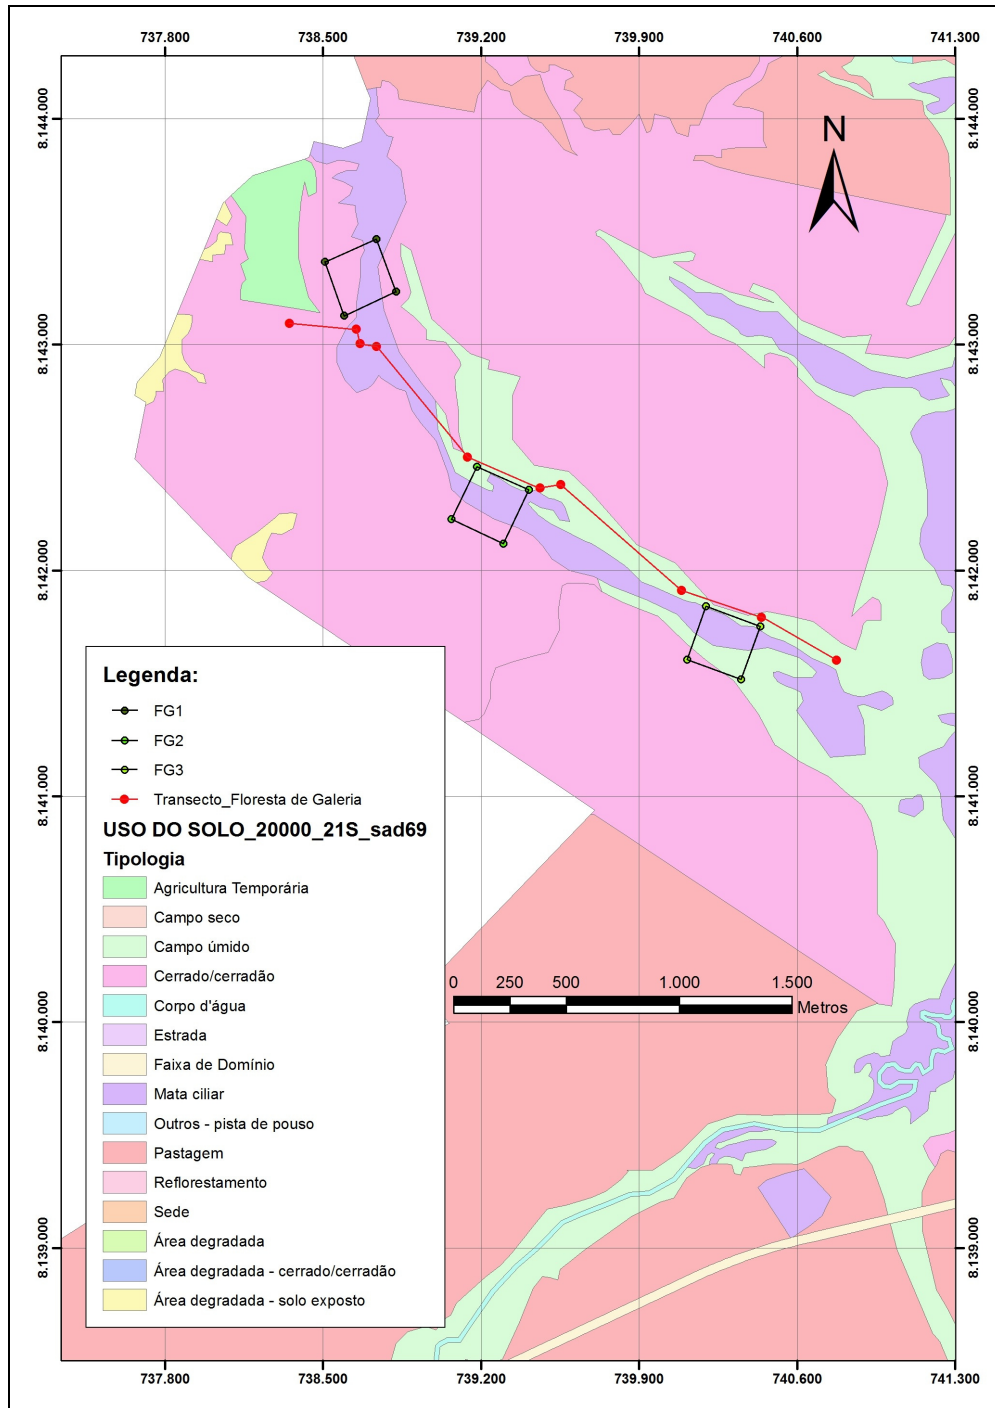 737.800 738.500 739.200 739.900 740.600 741.300
8.144.000 8.144.000
N
8.143.000 8.143.000
8.142.000 8.142.000
Legenda:
FG1
FG2
FG3
Transecto_Floresta de Galeria
USO DO SOLO_20000_21S_sad69
Tipologia
Agricultura Temporária
Campo seco
Campo úmido
Cerrado/cerradão
Corpo d'água
Estrada
Faixa de Domínio
Mata ciliar
Outros - pista de pouso
Pastagem
Reflorestamento
Sede
Área degradada
Área degradada - cerrado/cerradão
Área degradada - solo exposto
8.141.000 8.141.000
0 250 500 1.000 1.500
Metros
8.140.000 8.140.000
8.139.000 8.139.000
737.800 738.500 739.200 739.900 740.600 741.300